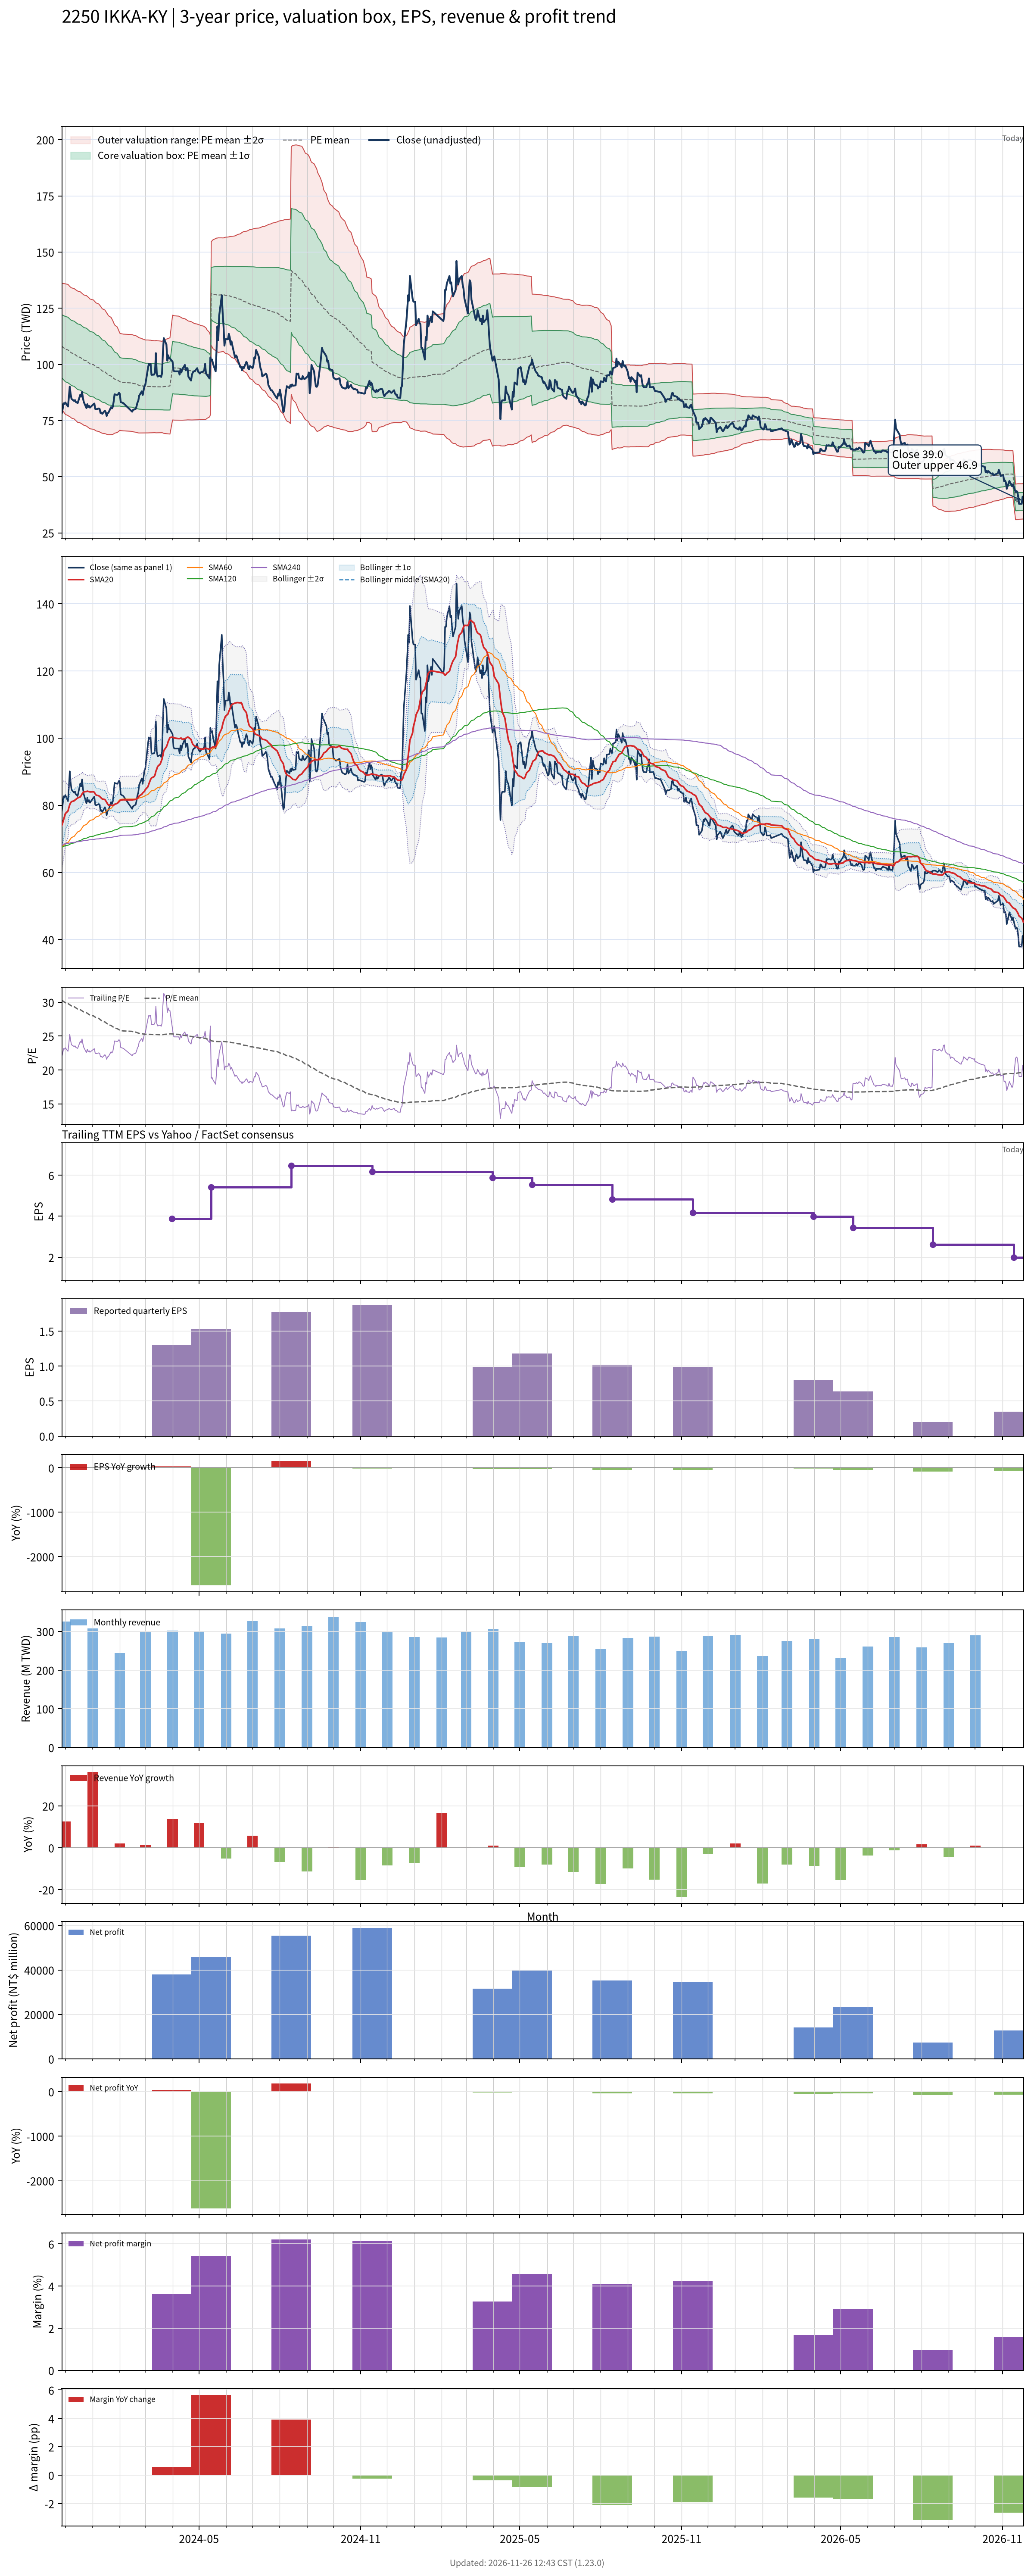 2250 IKKA-KY | 3-year price, valuation box, EPS, revenue & profit trend
Outer valuation range: PE mean ±2σ
PE mean
Close (unadjusted)
Core valuation box: PE mean ±1σ
Today
Price (TWD)
200
175
150
125
100
75
50
25
Close 39.0
Outer upper 46.9
Close (same as panel 1)
SMA20
SMA60
SMA120
SMA240
Bollinger ±2σ
Bollinger ±1σ
Bollinger middle (SMA20)
Price
140
120
100
80
60
40
Trailing P/E
P/E mean
P/E
30
25
20
15
Trailing TTM EPS vs Yahoo / FactSet consensus
Today
EPS
6
4
2
Reported quarterly EPS
EPS
1.5
1.0
0.5
0.0
EPS YoY growth
YoY (%)
0
-1000
-2000
Monthly revenue
Revenue (M TWD)
300
200
100
0
Revenue YoY growth
YoY (%)
20
0
-20
Month
Net profit
Net profit (NT$ million)
60000
40000
20000
0
Net profit YoY
YoY (%)
0
-1000
-2000
Net profit margin
Margin (%)
6
4
2
0
Margin YoY change
Δ margin (pp)
6
4
2
0
-2
2024-05
2024-11
2025-05
2025-11
2026-05
2026-11
Updated: 2026-11-26 12:43 CST (1.23.0)